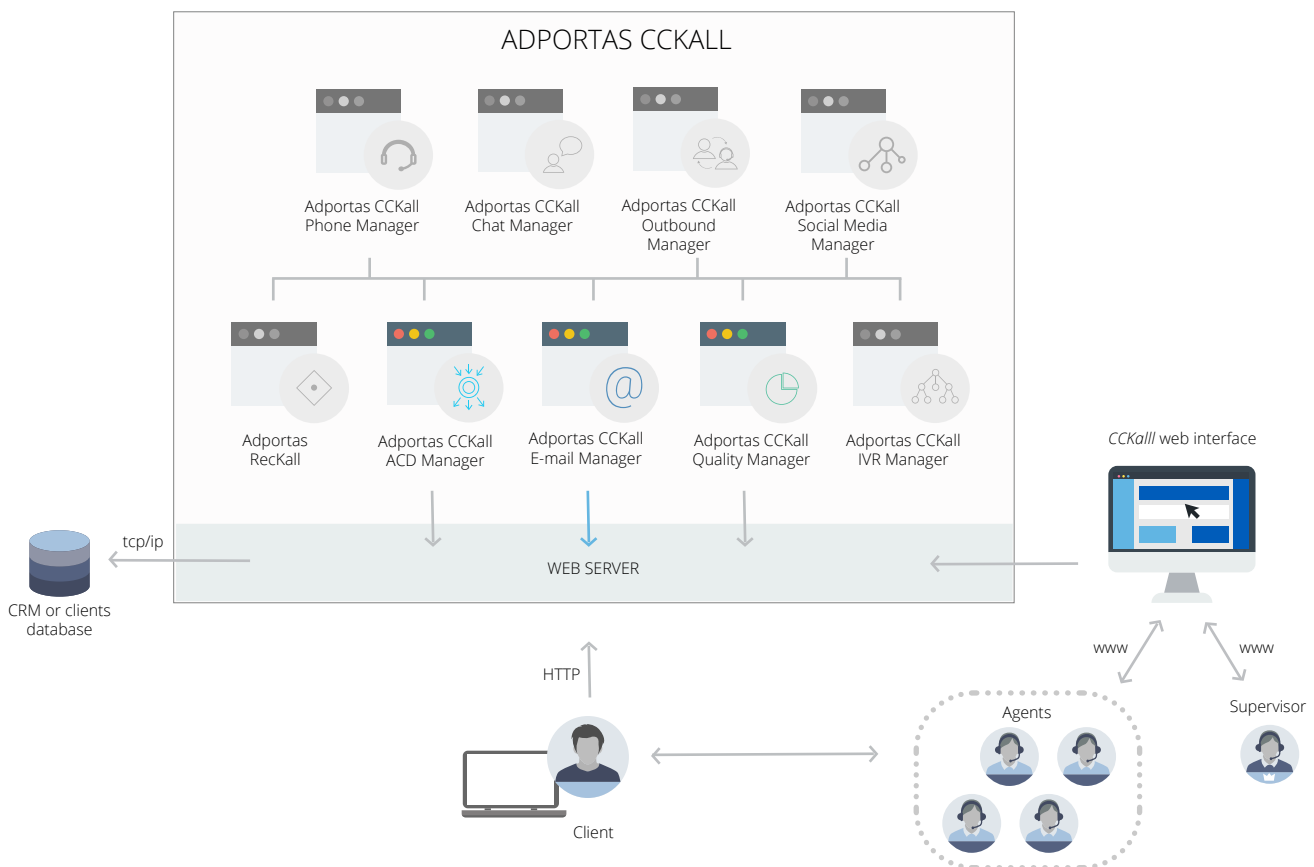 ADPORTAS CCKALL
Adportas CCKall
Phone Manager
Adportas CCKall
Chat Manager
Adportas CCKall
Outbound
Manager
Adportas CCKall
Social Media
Manager
Adportas
RecKall
Adportas CCKall
ACD Manager
@
Adportas CCKall
E-mail Manager
Adportas CCKall
Quality Manager
Adportas CCKall
IVR Manager
CCKalll web interface
tcp/ip
WEB SERVER
CRM or clients
database
www
www
HTTP
Agents
Supervisor
Client